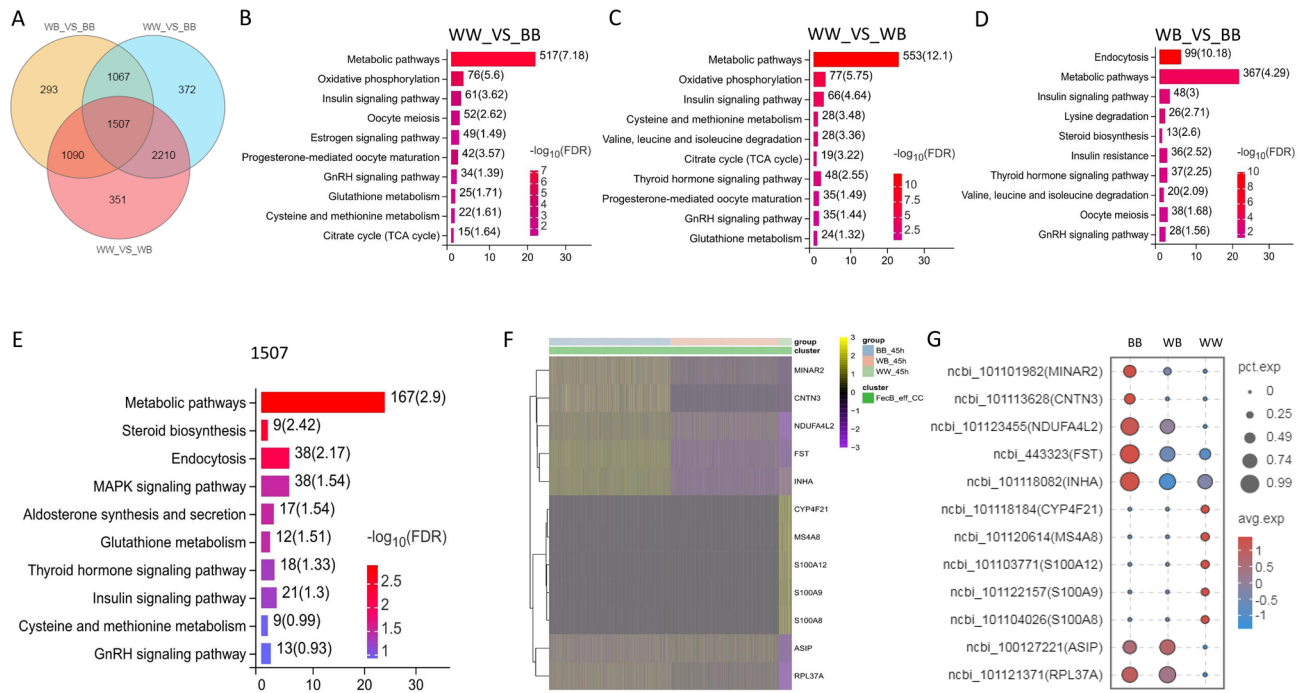 A
WB_VS_BB
WW_VS_BB
1067
293
372
1507
1090
2210
351
WW_VS_WB
B
WW_VS_BB
Metabolic pathways 517(7.18)
Oxidative phosphorylation 76(5.6)
Insulin signaling pathway 61(3.62)
Oocyte meiosis 52(2.62)
Estrogen signaling pathway 49(1.49)
Progesterone-mediated oocyte maturation 42(3.57)
GnRH signaling pathway 34(1.39)
Glutathione metabolism 25(1.71)
Cysteine and methionine metabolism 22(1.61)
Citrate cycle (TCA cycle) 15(1.64)
-log10(FDR)
7
6
5
4
3
2
0 10 20 30
C
WW_VS_WB
Metabolic pathways 553(12.1)
Oxidative phosphorylation 77(5.75)
Insulin signaling pathway 66(4.64)
Cysteine and methionine metabolism 28(3.48)
Valine, leucine and isoleucine degradation 28(3.36)
Citrate cycle (TCA cycle) 19(3.22)
Thyroid hormone signaling pathway 48(2.55)
Progesterone-mediated oocyte maturation 35(1.49)
GnRH signaling pathway 35(1.44)
Glutathione metabolism 24(1.32)
-log10(FDR)
10
7.5
5
2.5
0 10 20 30
D
WB_VS_BB
Endocytosis 99(10.18)
Metabolic pathways 367(4.29)
Insulin signaling pathway 48(3)
Lysine degradation 26(2.71)
Steroid biosynthesis 13(2.6)
Insulin resistance 36(2.52)
Thyroid hormone signaling pathway 37(2.25)
Valine, leucine and isoleucine degradation 20(2.09)
Oocyte meiosis 38(1.68)
GnRH signaling pathway 28(1.56)
-log10(FDR)
10
8
6
4
2
0 10 20 30
E
1507
Metabolic pathways 167(2.9)
Steroid biosynthesis 9(2.42)
Endocytosis 38(2.17)
MAPK signaling pathway 38(1.54)
Aldosterone synthesis and secretion 17(1.54)
Glutathione metabolism 12(1.51)
Thyroid hormone signaling pathway 18(1.33)
Insulin signaling pathway 21(1.3)
Cysteine and methionine metabolism 9(0.99)
GnRH signaling pathway 13(0.93)
-log10(FDR)
2.5
2
1.5
1
0 10 20 30
F
group
cluster
MINAR2
CNTN3
NDUFA4L2
FST
INHA
CYP4F21
MS4A8
S100A12
S100A9
S100A8
ASIP
RPL37A
3
2
1
0
−1
−2
−3
group
BB_45h
WB_45h
WW_45h
cluster
FecB_eff_CC
G
BB WB WW
ncbi_101101982(MINAR2)
ncbi_101113628(CNTN3)
ncbi_101123455(NDUFA4L2)
ncbi_443323(FST)
ncbi_101118082(INHA)
ncbi_101118184(CYP4F21)
ncbi_101120614(MS4A8)
ncbi_101103771(S100A12)
ncbi_101122157(S100A9)
ncbi_101104026(S100A8)
ncbi_100127221(ASIP)
ncbi_101121371(RPL37A)
pct.exp
0
0.25
0.49
0.74
0.99
avg.exp
1
0.5
0
-0.5
-1